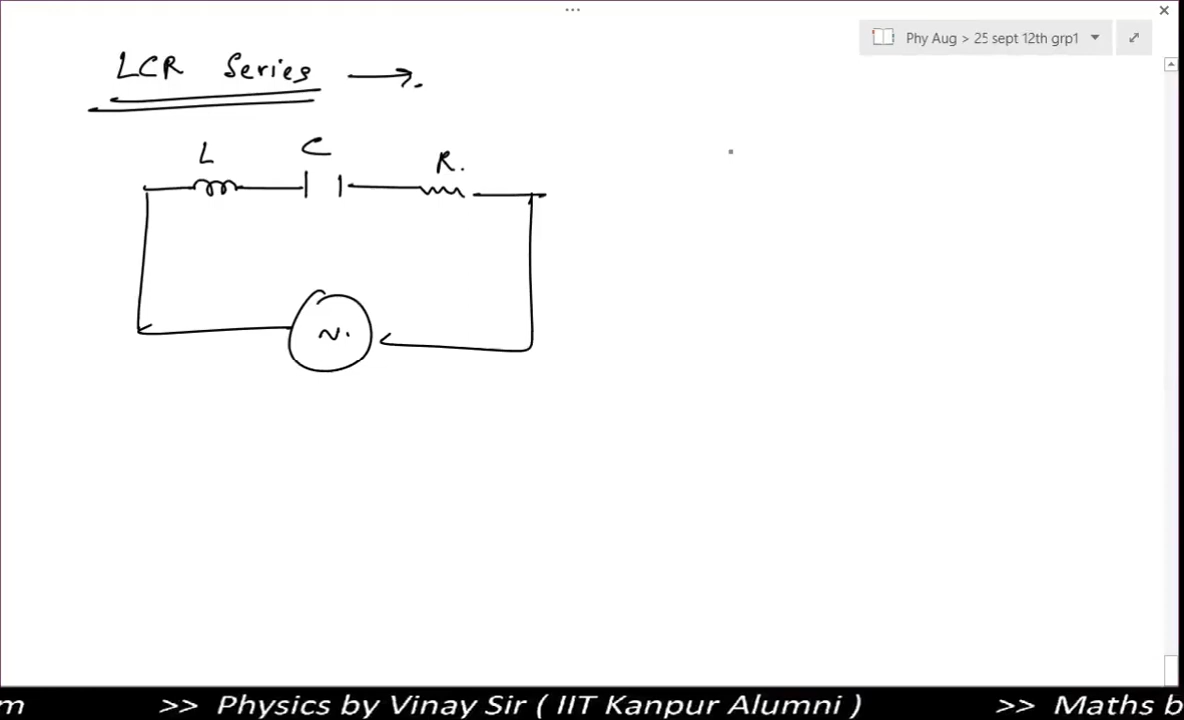 Phy Aug > 25 sept 12th grp1
LCR Series
L C R.
~.
m >> Physics by Vinay Sir ( IIT Kanpur Alumni ) >> Maths b